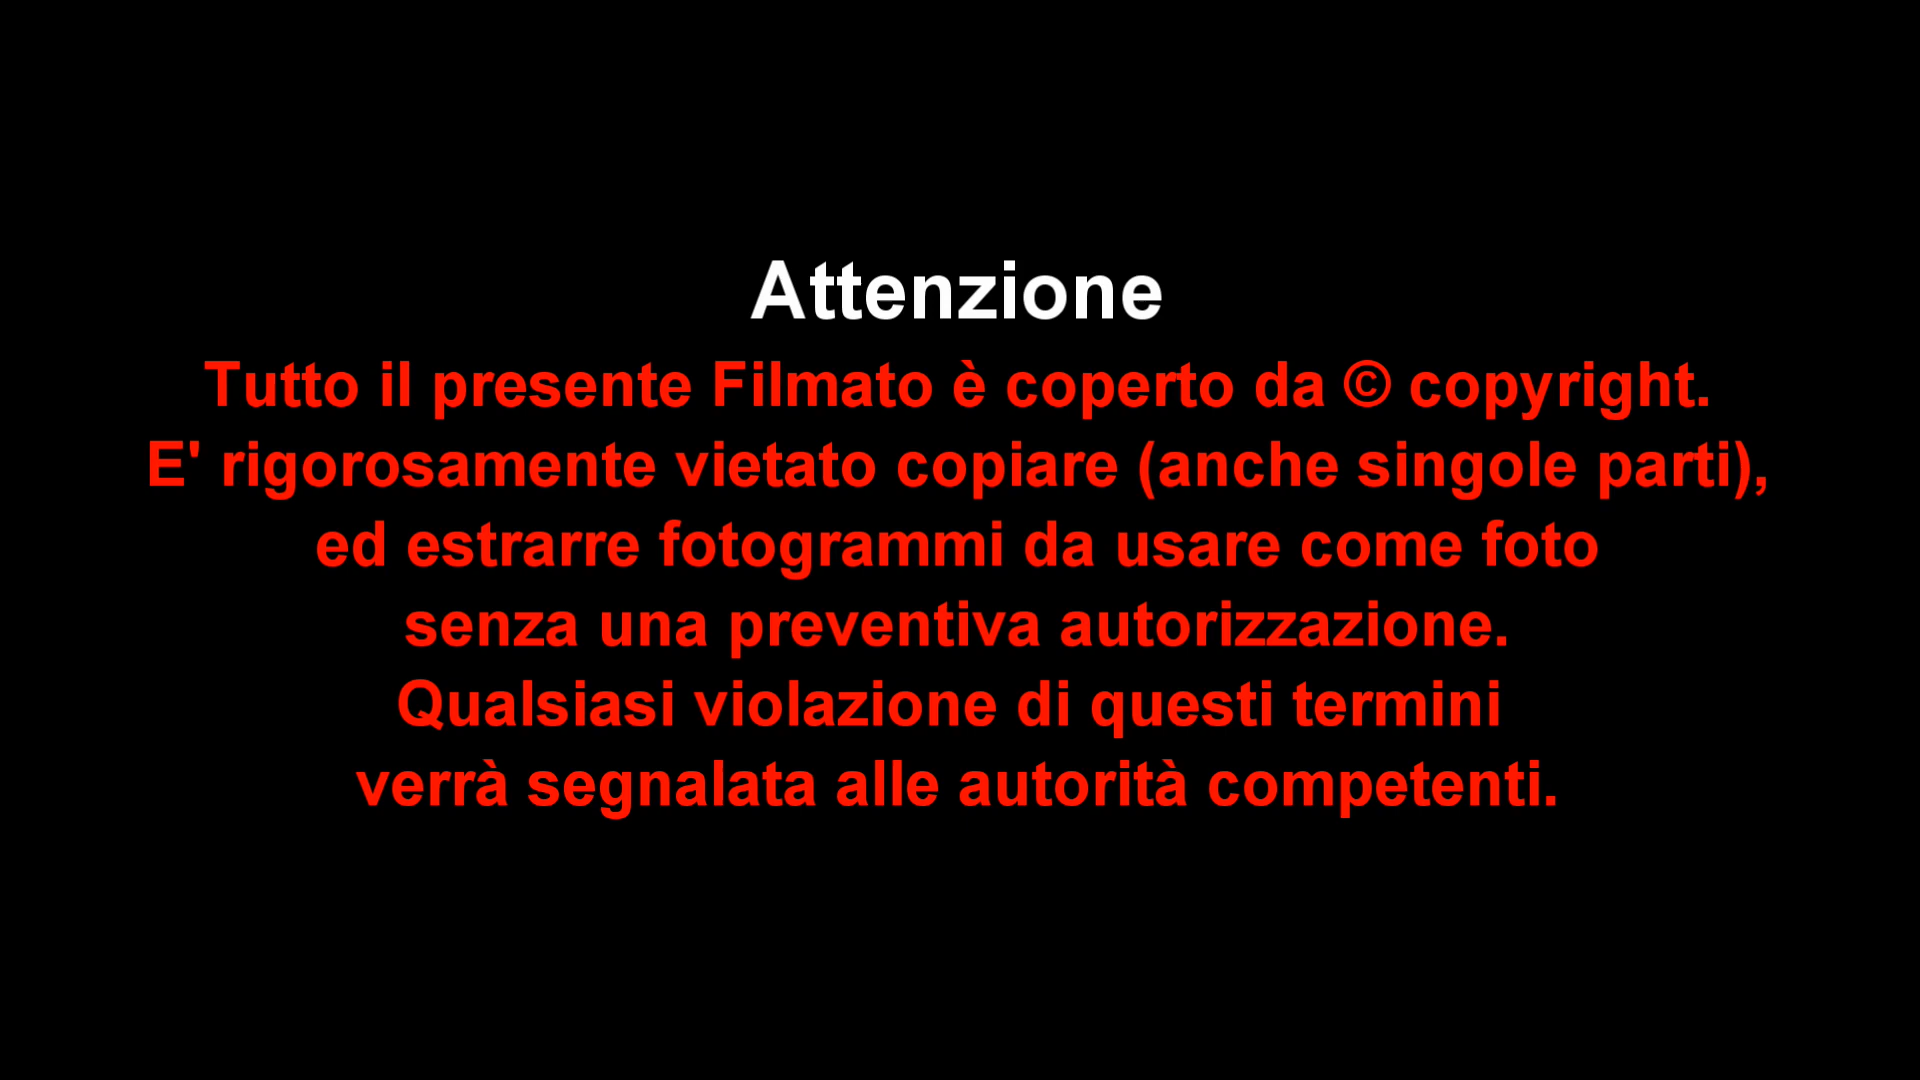 Attenzione
Tutto il presente Filmato è coperto da © copyright.
E' rigorosamente vietato copiare (anche singole parti),
ed estrarre fotogrammi da usare come foto
senza una preventiva autorizzazione.
Qualsiasi violazione di questi termini
verrà segnalata alle autorità competenti.